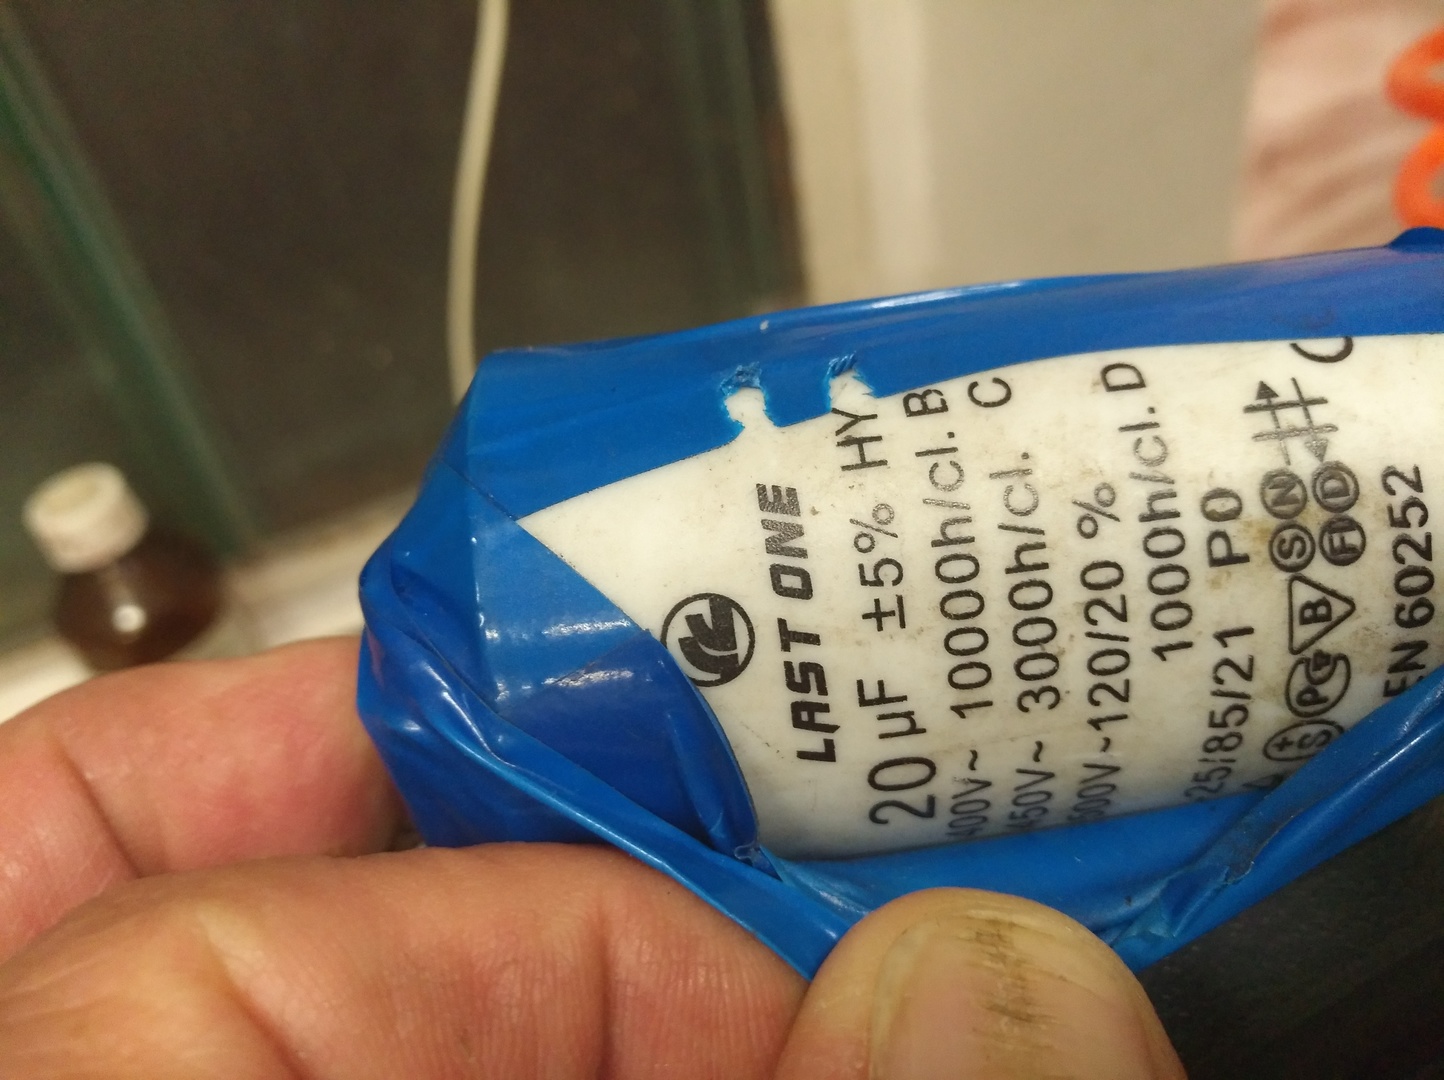 LAST ONE
20 µF ±5% HY
400V~ 10000h/cl. B
450V~ 3000h/cl. C
500V~120/20 %
1000h/cl. D
25/85/21 P0
S N
FI D
B
EN 60252